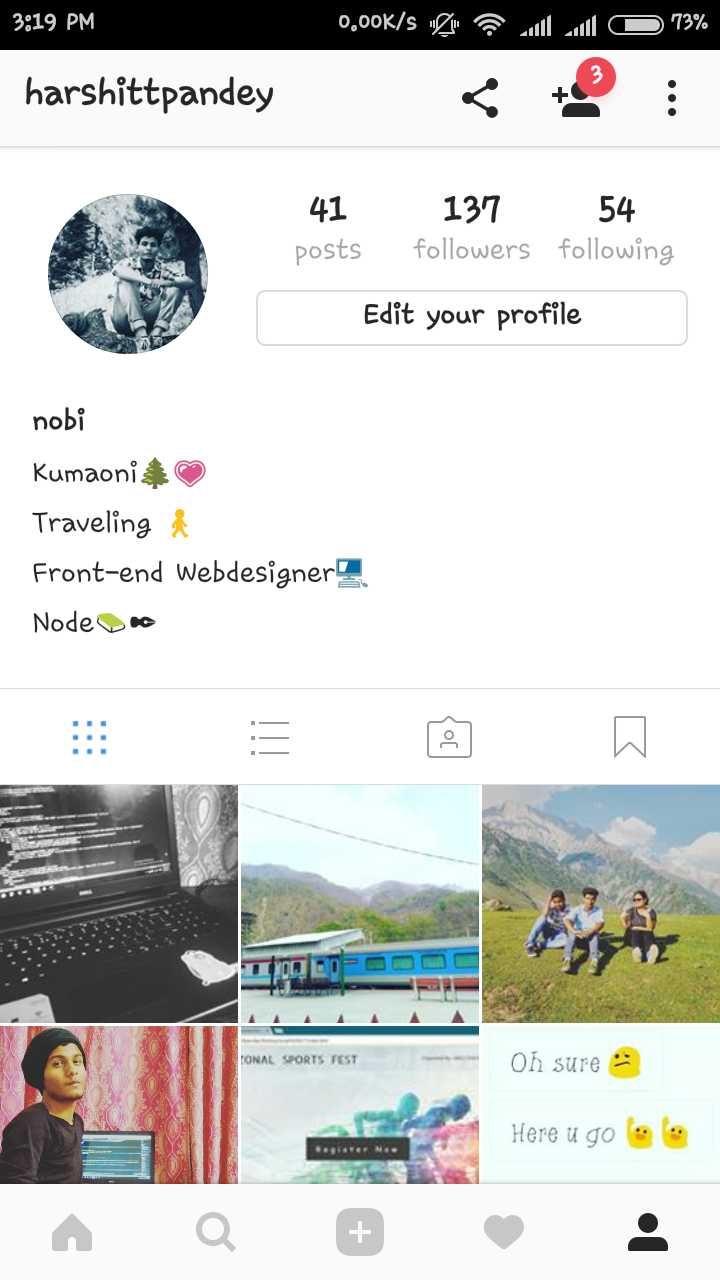 3:19 PM 0.00K/s 73%
harshittpandey
3
41 137 54
posts followers following
Edit your profile
nobi
Kumaoni🌲💗
Traveling 🚶
Front-end Webdesigner💻
Node📗✒
DELL
ZONAL SPORTS FEST
Register Now
Oh sure 😕
Here u go 🙋🙋